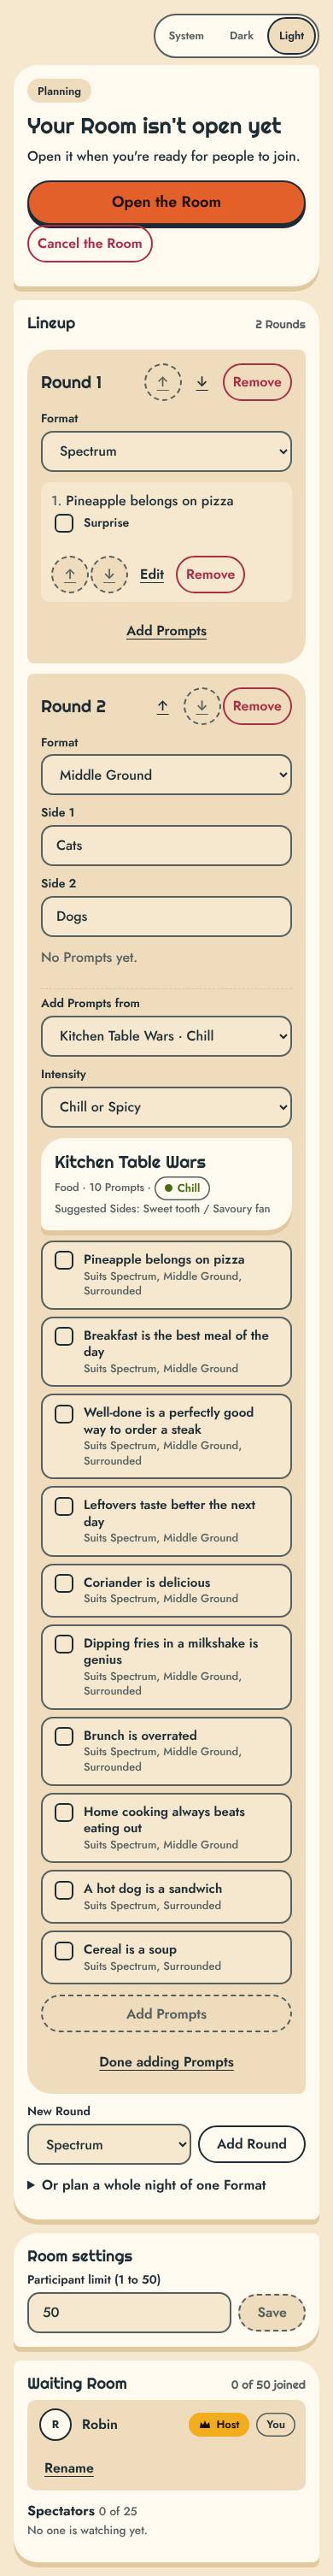 System Dark Light
Planning
Your Room isn't open yet
Open it when you're ready for people to join.
Open the Room
Cancel the Room
Lineup 2 Rounds
Round 1 ↑ ↓ Remove
Format
Spectrum
1. Pineapple belongs on pizza
Surprise
↑ ↓ Edit Remove
Add Prompts
Round 2 ↑ ↓ Remove
Format
Middle Ground
Side 1
Cats
Side 2
Dogs
No Prompts yet.
Add Prompts from
Kitchen Table Wars · Chill
Intensity
Chill or Spicy
Kitchen Table Wars
Food · 10 Prompts · Chill
Suggested Sides: Sweet tooth / Savoury fan
Pineapple belongs on pizza
Suits Spectrum, Middle Ground,
Surrounded
Breakfast is the best meal of the
day
Suits Spectrum, Middle Ground
Well-done is a perfectly good
way to order a steak
Suits Spectrum, Middle Ground,
Surrounded
Leftovers taste better the next
day
Suits Spectrum, Middle Ground
Coriander is delicious
Suits Spectrum, Middle Ground
Dipping fries in a milkshake is
genius
Suits Spectrum, Middle Ground,
Surrounded
Brunch is overrated
Suits Spectrum, Middle Ground,
Surrounded
Home cooking always beats
eating out
Suits Spectrum, Middle Ground
A hot dog is a sandwich
Suits Spectrum, Surrounded
Cereal is a soup
Suits Spectrum, Surrounded
Add Prompts
Done adding Prompts
New Round
Spectrum Add Round
Or plan a whole night of one Format
Room settings
Participant limit (1 to 50)
50 Save
Waiting Room 0 of 50 joined
R Robin Host You
Rename
Spectators 0 of 25
No one is watching yet.